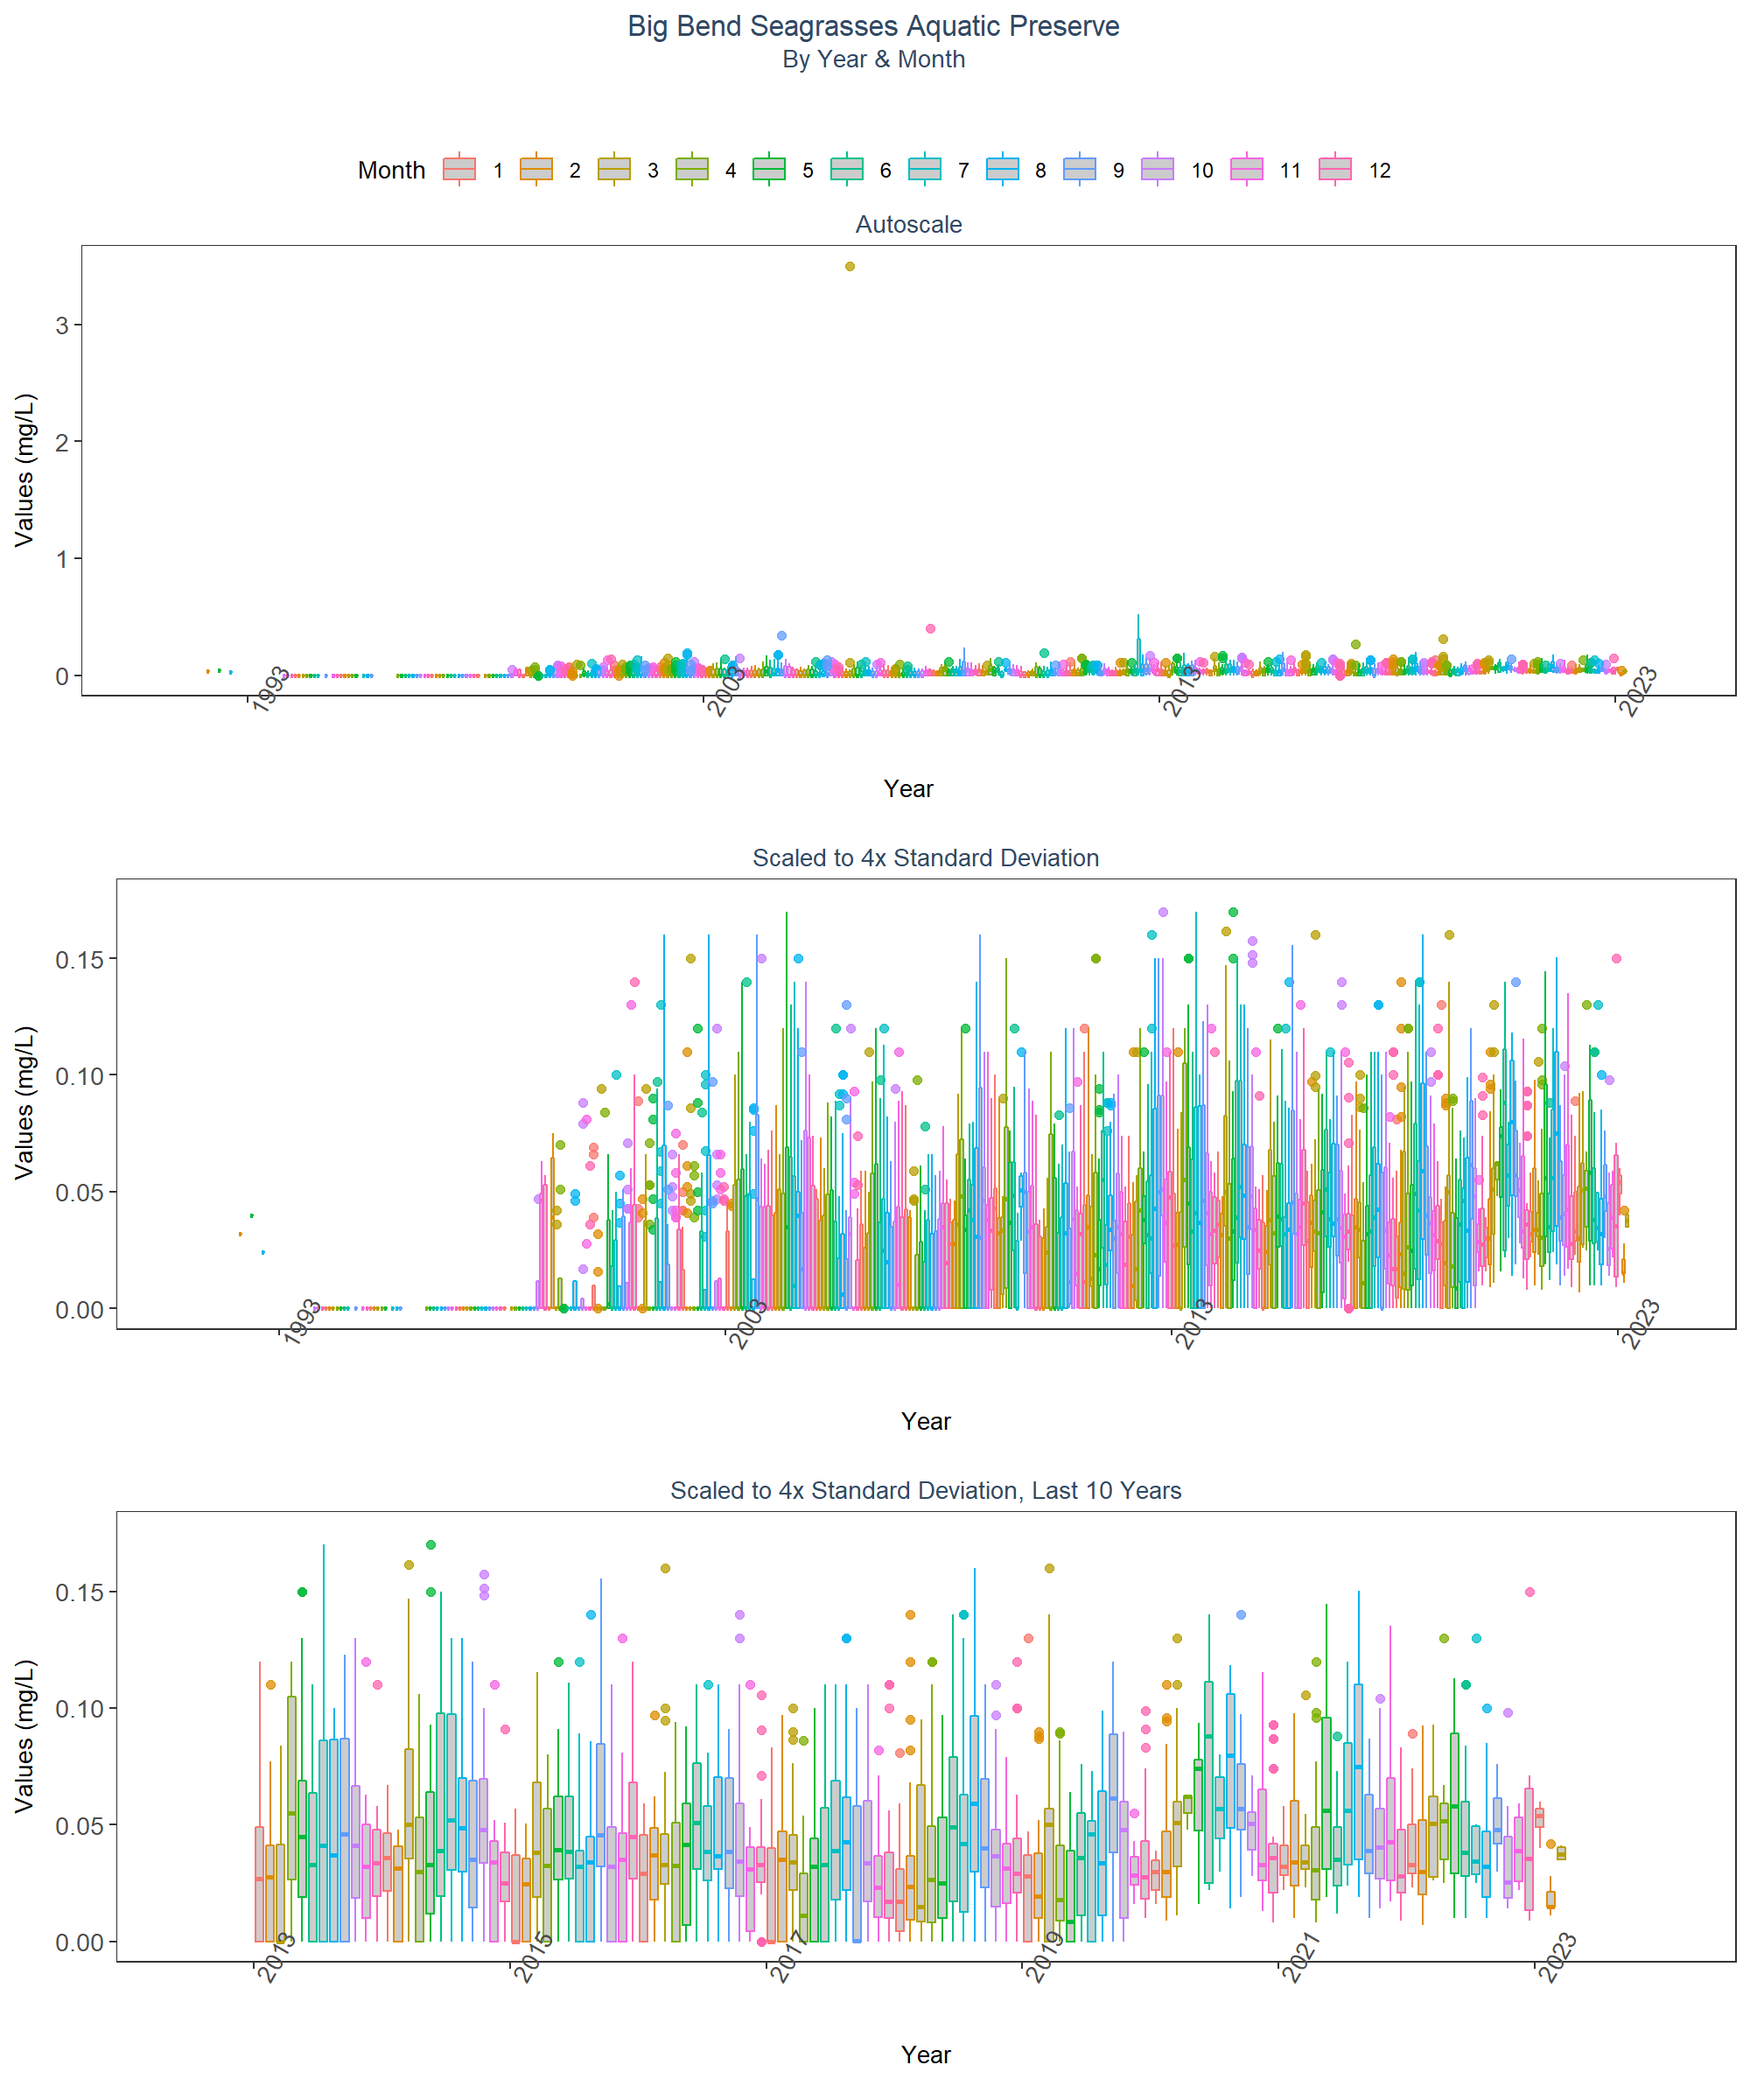 Big Bend Seagrasses Aquatic Preserve
By Year & Month
Month 1 2 3 4 5 6 7 8 9 10 11 12
Autoscale
Values (mg/L)
3
2
1
0
1993 2003 2013 2023
Year
Scaled to 4x Standard Deviation
Values (mg/L)
0.15
0.10
0.05
0.00
1993 2003 2013 2023
Year
Scaled to 4x Standard Deviation, Last 10 Years
Values (mg/L)
0.15
0.10
0.05
0.00
2013 2015 2017 2019 2021 2023
Year